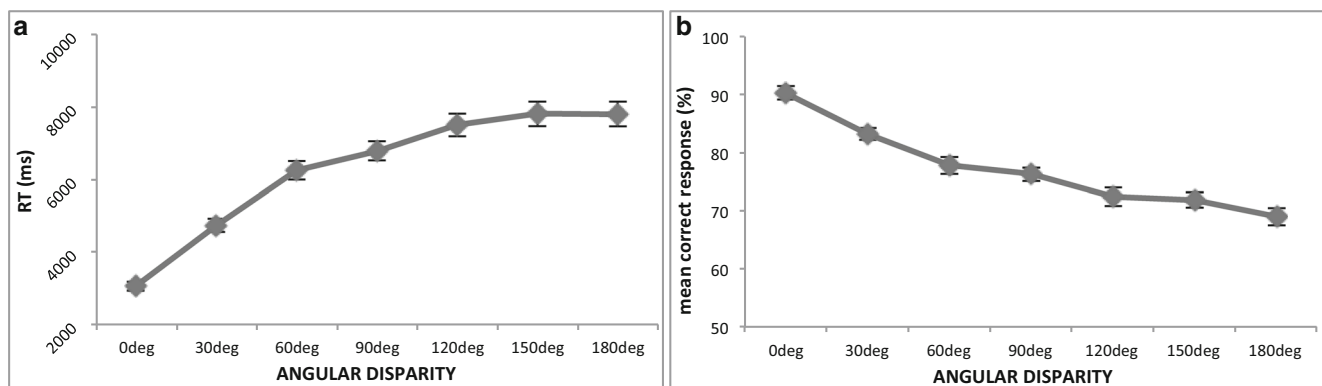 a
RT (ms)
10000
8000
6000
4000
2000
0deg 30deg 60deg 90deg 120deg 150deg 180deg
ANGULAR DISPARITY
b
mean correct response (%)
100
90
80
70
60
50
0deg 30deg 60deg 90deg 120deg 150deg 180deg
ANGULAR DISPARITY